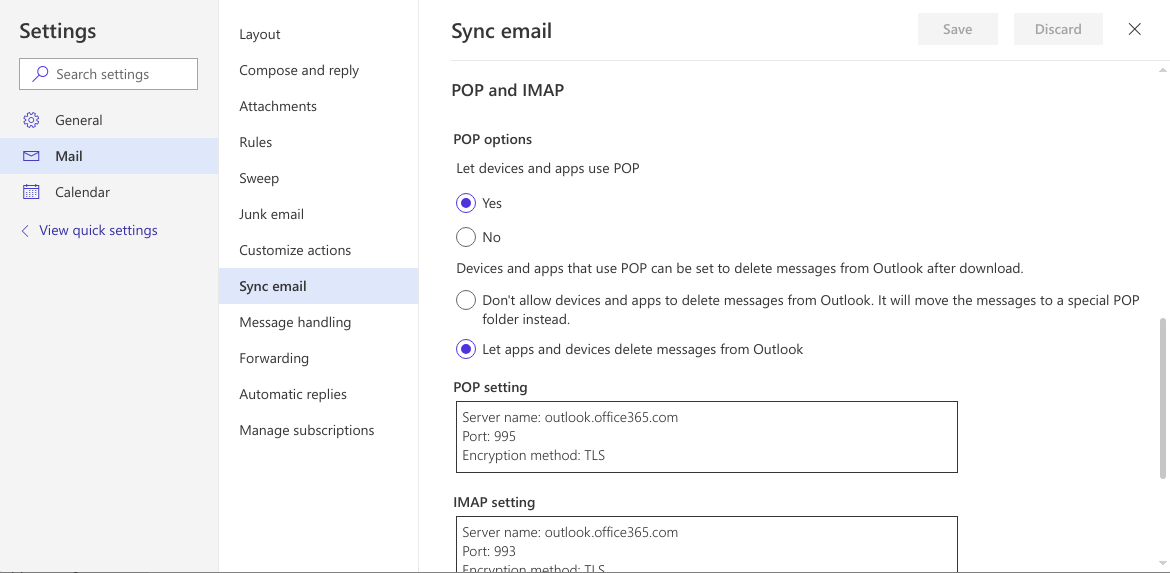 Settings
Search settings
General
Mail
Calendar
View quick settings
Layout
Compose and reply
Attachments
Rules
Sweep
Junk email
Customize actions
Sync email
Message handling
Forwarding
Automatic replies
Manage subscriptions
Sync email
Save
Discard
POP and IMAP
POP options
Let devices and apps use POP
Yes
No
Devices and apps that use POP can be set to delete messages from Outlook after download.
Don't allow devices and apps to delete messages from Outlook. It will move the messages to a special POP
folder instead.
Let apps and devices delete messages from Outlook
POP setting
Server name: outlook.office365.com
Port: 995
Encryption method: TLS
IMAP setting
Server name: outlook.office365.com
Port: 993
Encryption method: TLS